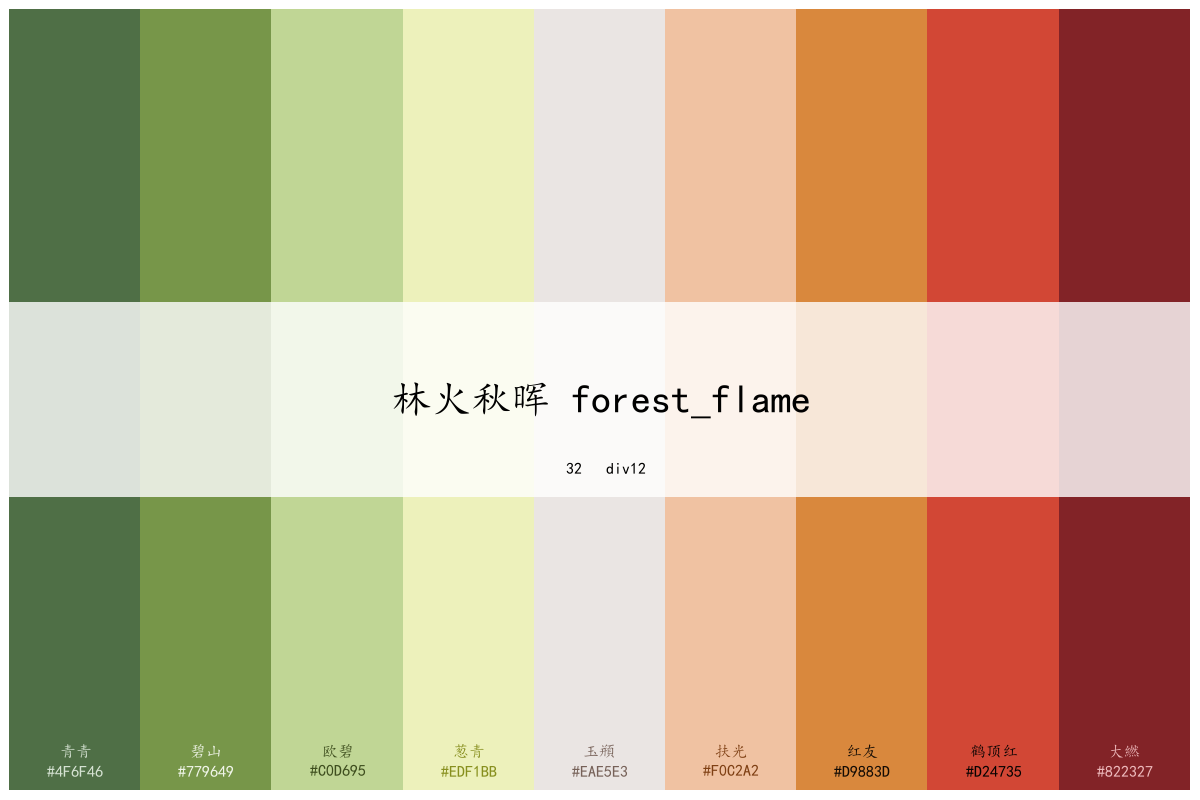 林火秋晖 forest_flame
32 div12
青青
#4F6F46
碧山
#779649
欧碧
#C0D695
葱青
#EDF1BB
玉頩
#EAE5E3
扶光
#F0C2A2
红友
#D9883D
鹤顶红
#D24735
大繎
#822327